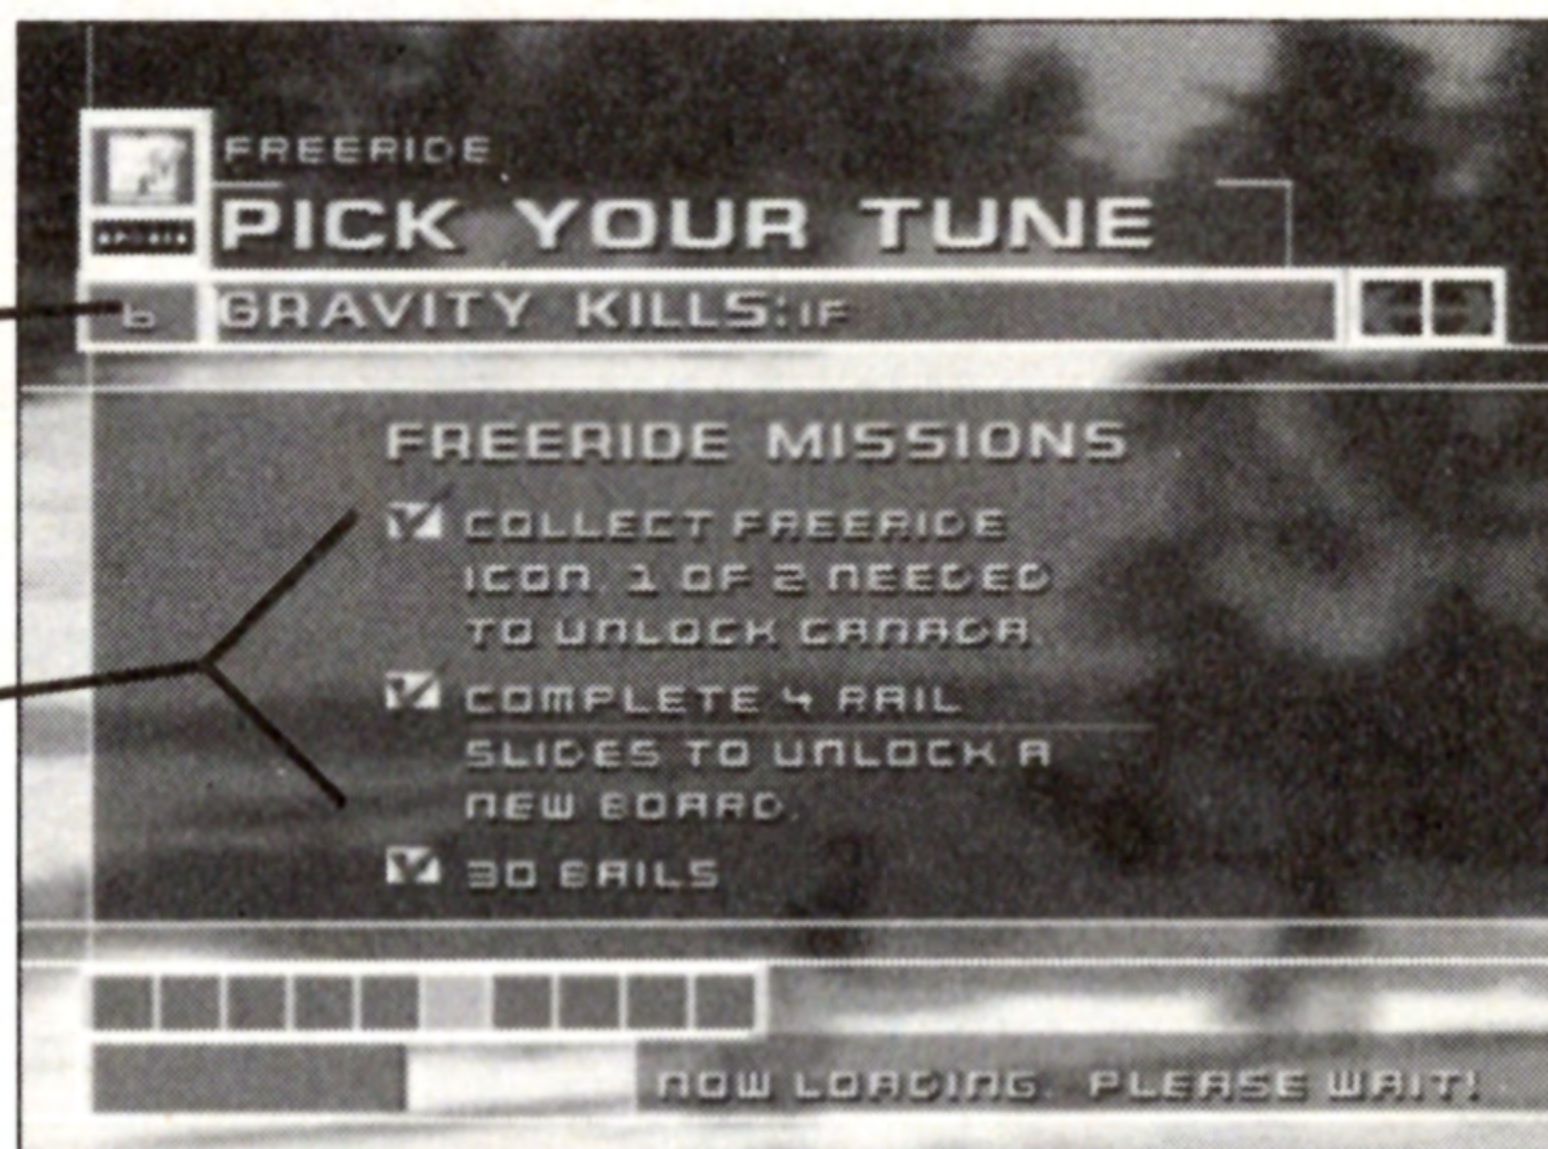 FREERIDE
PICK YOUR TUNE
6 GRAVITY KILLS:IF
FREERIDE MISSIONS
COLLECT FREERIDE
ICON. 1 OF 2 NEEDED
TO UNLOCK CANADA.
COMPLETE 4 RAIL
SLIDES TO UNLOCK A
NEW BOARD.
30 BAILS
NOW LOADING. PLEASE WAIT!